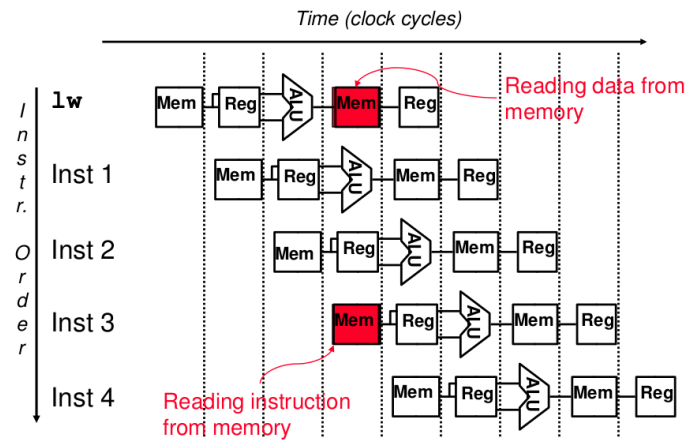 Time (clock cycles)
Instr. Order
lw
Mem Reg ALU Mem Reg
Reading data from
memory
Inst 1
Mem Reg ALU Mem Reg
Inst 2
Mem Reg ALU Mem Reg
Inst 3
Mem Reg ALU Mem Reg
Inst 4
Mem Reg ALU Mem Reg
Reading instruction
from memory